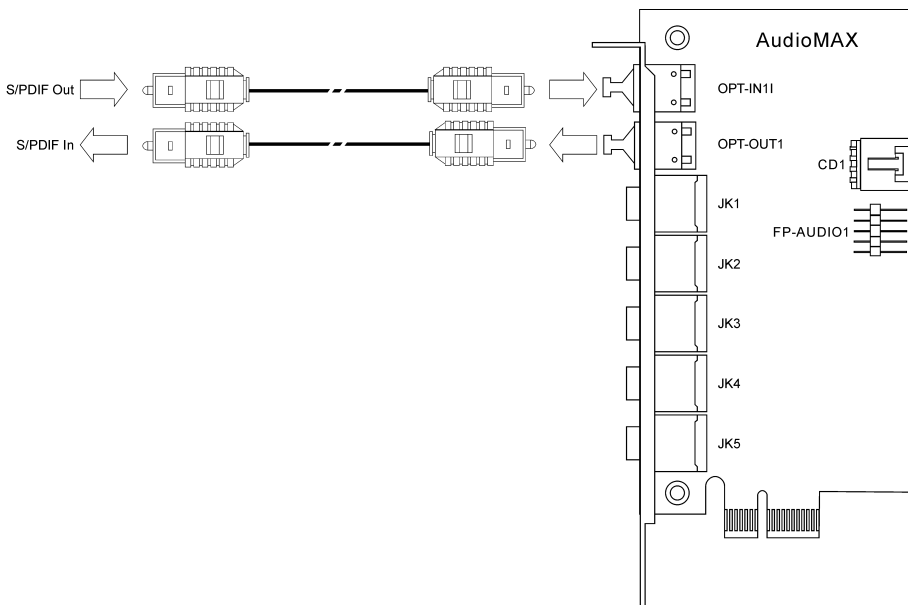 AudioMAX
S/PDIF Out
OPT-IN1I
S/PDIF In
OPT-OUT1
CD1
JK1
FP-AUDIO1
JK2
JK3
JK4
JK5